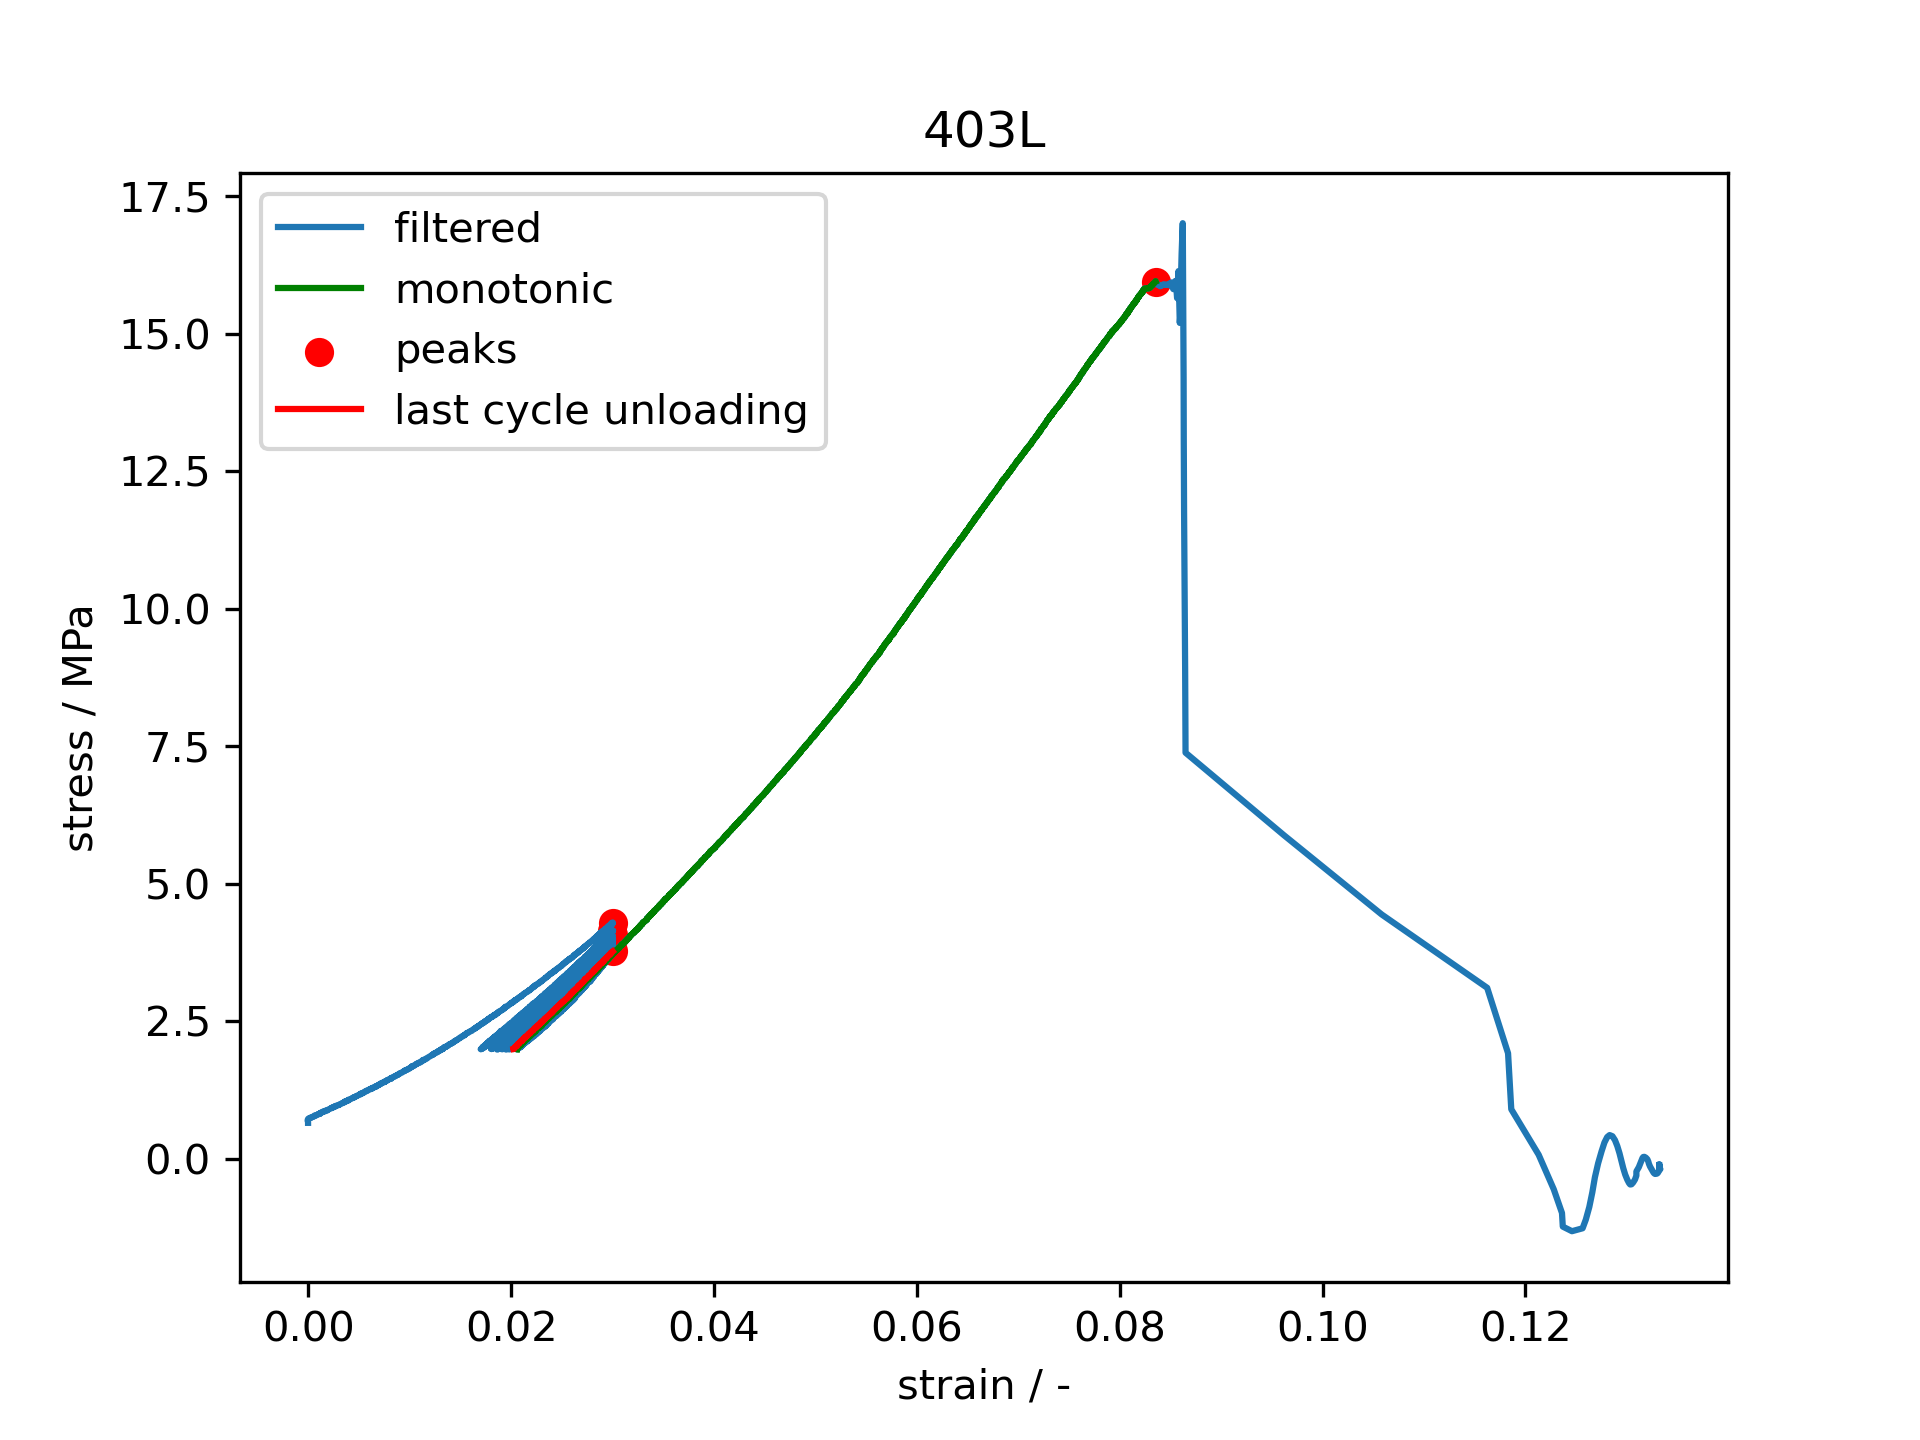 403L
17.5
15.0
12.5
10.0
7.5
5.0
2.5
0.0
stress / MPa
filtered
monotonic
peaks
last cycle unloading
0.00 0.02 0.04 0.06 0.08 0.10 0.12
strain / -